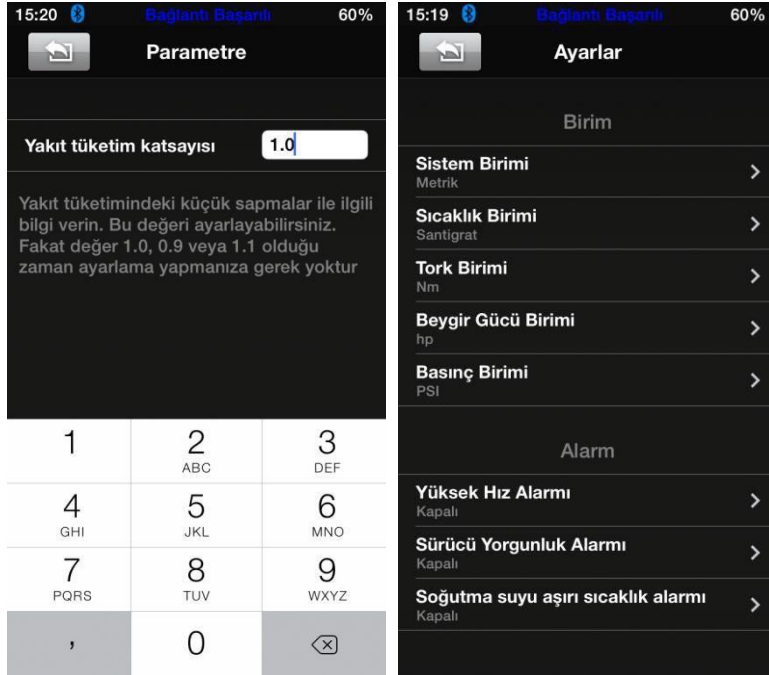 15:20 Bağlantı Başarılı 60%
Parametre
Yakıt tüketim katsayısı 1.0
Yakıt tüketimindeki küçük sapmalar ile ilgili
bilgi verin. Bu değeri ayarlayabilirsiniz.
Fakat değer 1.0, 0.9 veya 1.1 olduğu
zaman ayarlama yapmanıza gerek yoktur
1 2 3
ABC DEF
4 5 6
GHI JKL MNO
7 8 9
PQRS TUV WXYZ
, 0
15:19 Bağlantı Başarılı 60%
Ayarlar
Birim
Sistem Birimi
Metrik
Sıcaklık Birimi
Santigrat
Tork Birimi
Nm
Beygir Gücü Birimi
hp
Basınç Birimi
PSI
Alarm
Yüksek Hız Alarmı
Kapalı
Sürücü Yorgunluk Alarmı
Kapalı
Soğutma suyu aşırı sıcaklık alarmı
Kapalı